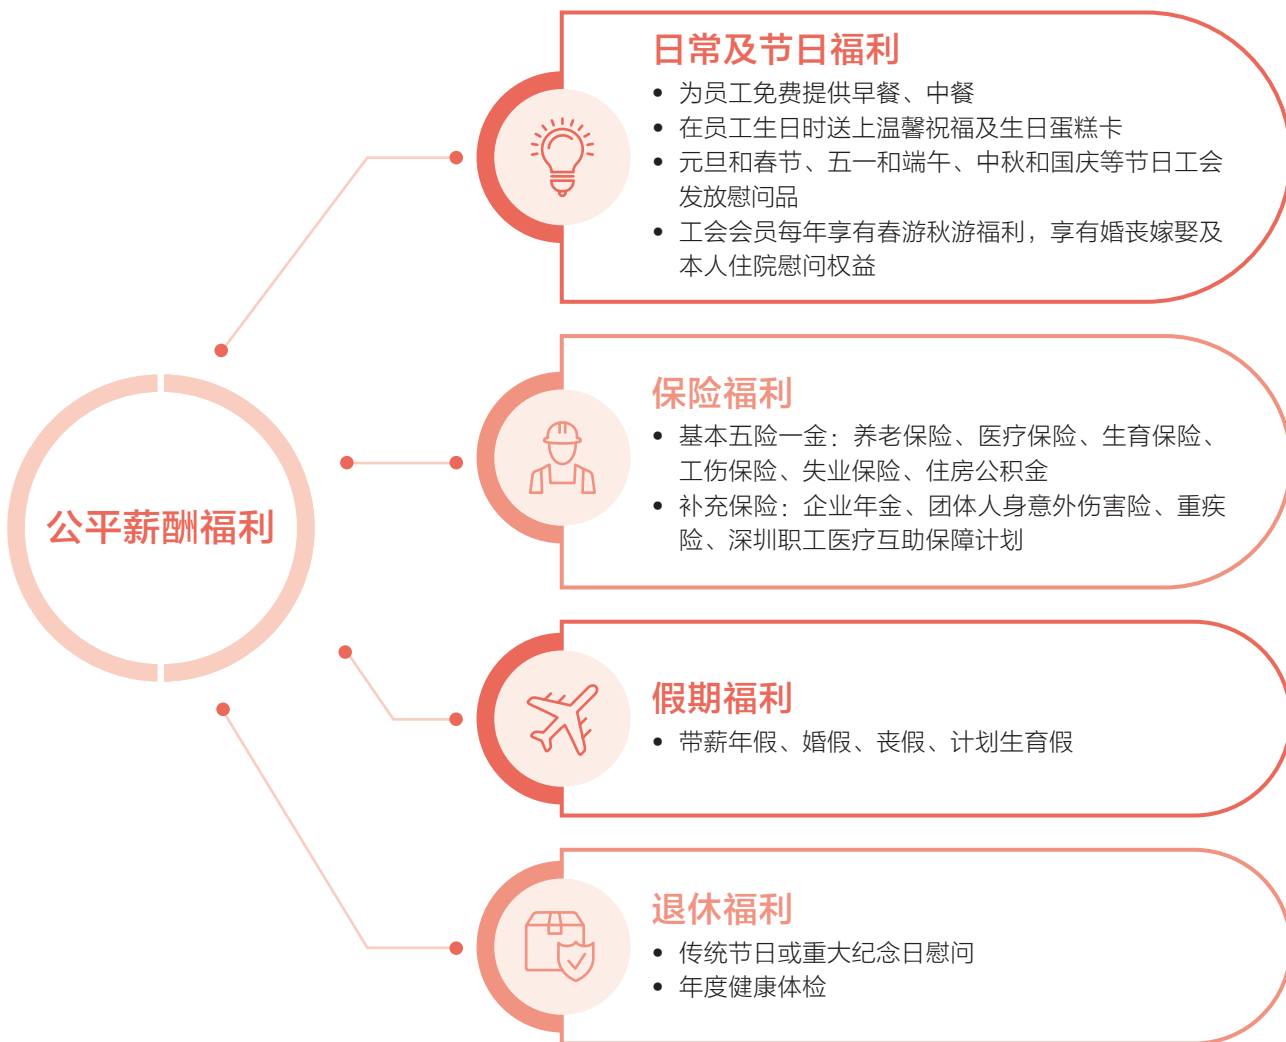 日常及节日福利
• 为员工免费提供早餐、中餐
• 在员工生日时送上温馨祝福及生日蛋糕卡
• 元旦和春节、五一和端午、中秋和国庆等节日工会
发放慰问品
• 工会会员每年享有春游秋游福利，享有婚丧嫁娶及
本人住院慰问权益
公平薪酬福利
保险福利
• 基本五险一金：养老保险、医疗保险、生育保险、
工伤保险、失业保险、住房公积金
• 补充保险：企业年金、团体人身意外伤害险、重疾
险、深圳职工医疗互助保障计划
假期福利
• 带薪年假、婚假、丧假、计划生育假
退休福利
• 传统节日或重大纪念日慰问
• 年度健康体检